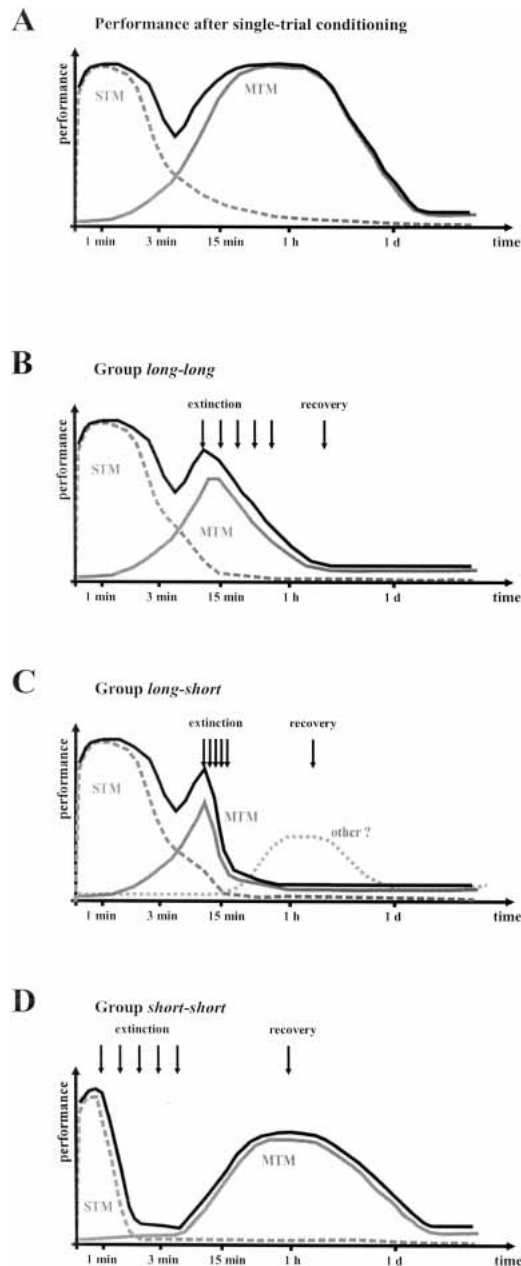 A Performance after single-trial conditioning
performance
STM
MTM
1 min 3 min 15 min 1 h 1 d time
B Group long-long
extinction recovery
performance
STM
MTM
1 min 3 min 15 min 1 h 1 d time
C Group long-short
extinction recovery
performance
STM
MTM
other ?
1 min 3 min 15 min 1 h 1 d time
D Group short-short
extinction recovery
performance
STM
MTM
1 min 3 min 15 min 1 h 1 d time